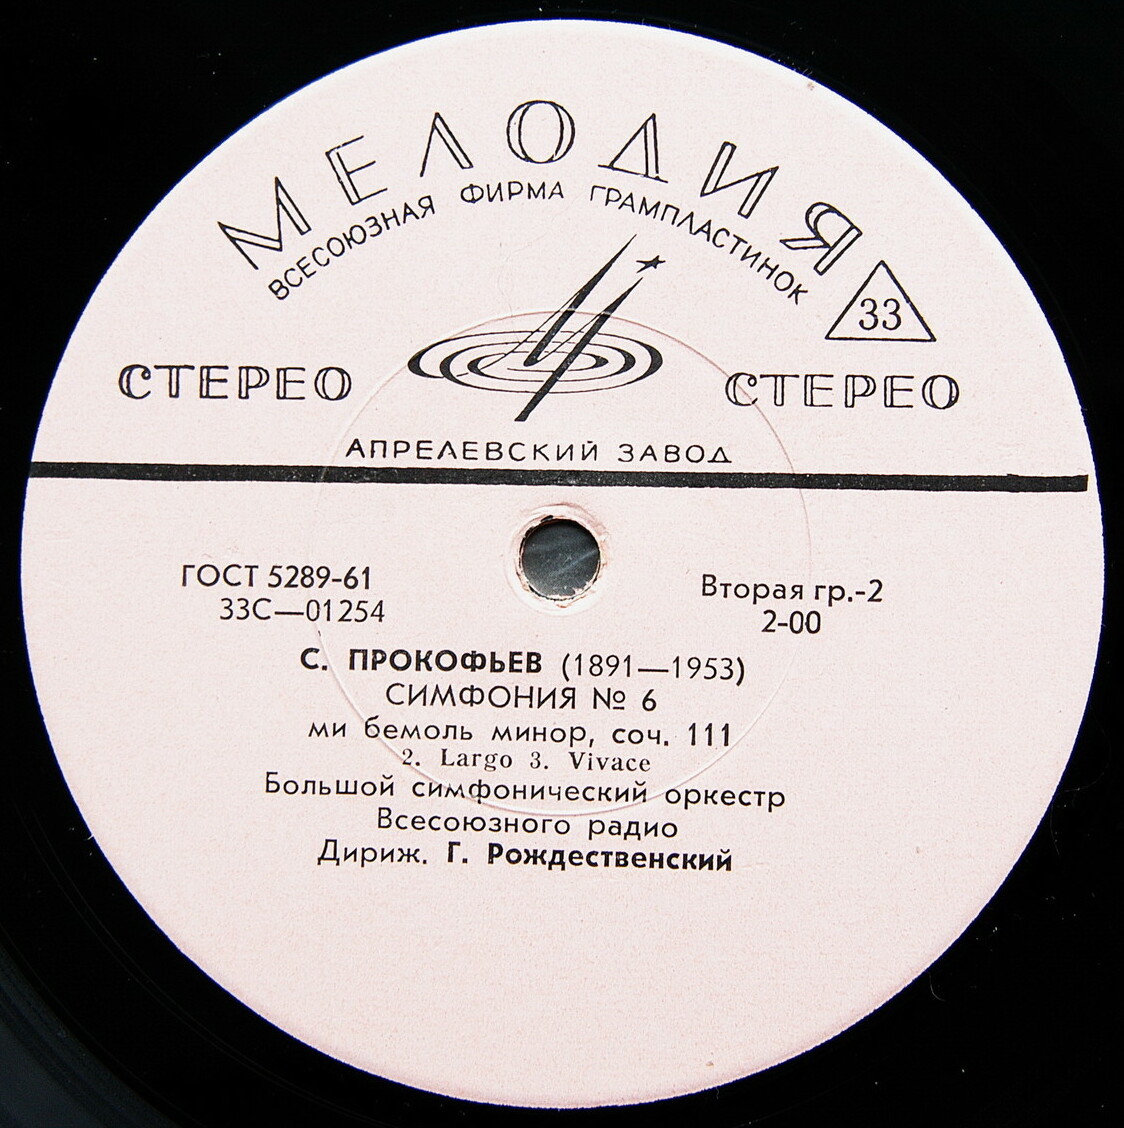 МЕЛОДИЯ
ВСЕСОЮЗНАЯ ФИРМА ГРАМПЛАСТИНОК
33
СТЕРЕО СТЕРЕО
АПРЕЛЕВСКИЙ ЗАВОД
ГОСТ 5289-61 Вторая гр.-2
33С—01254 2-00
С. ПРОКОФЬЕВ (1891—1953)
СИМФОНИЯ № 6
ми бемоль минор, соч. 111
2. Largo 3. Vivace
Большой симфонический оркестр
Всесоюзного радио
Дириж. Г. Рождественский